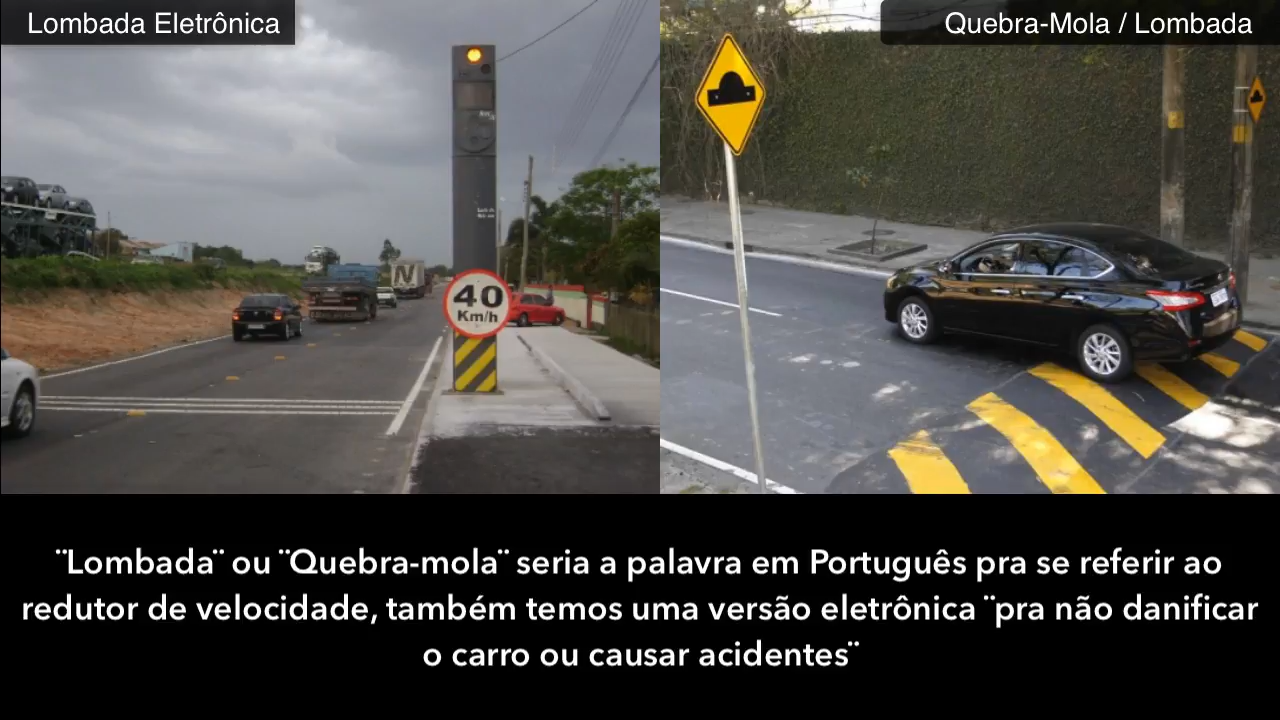 Lombada Eletrônica
Quebra-Mola / Lombada
40
Km/h
N
¨Lombada¨ ou ¨Quebra-mola¨ seria a palavra em Português pra se referir ao
redutor de velocidade, também temos uma versão eletrônica ¨pra não danificar
o carro ou causar acidentes¨